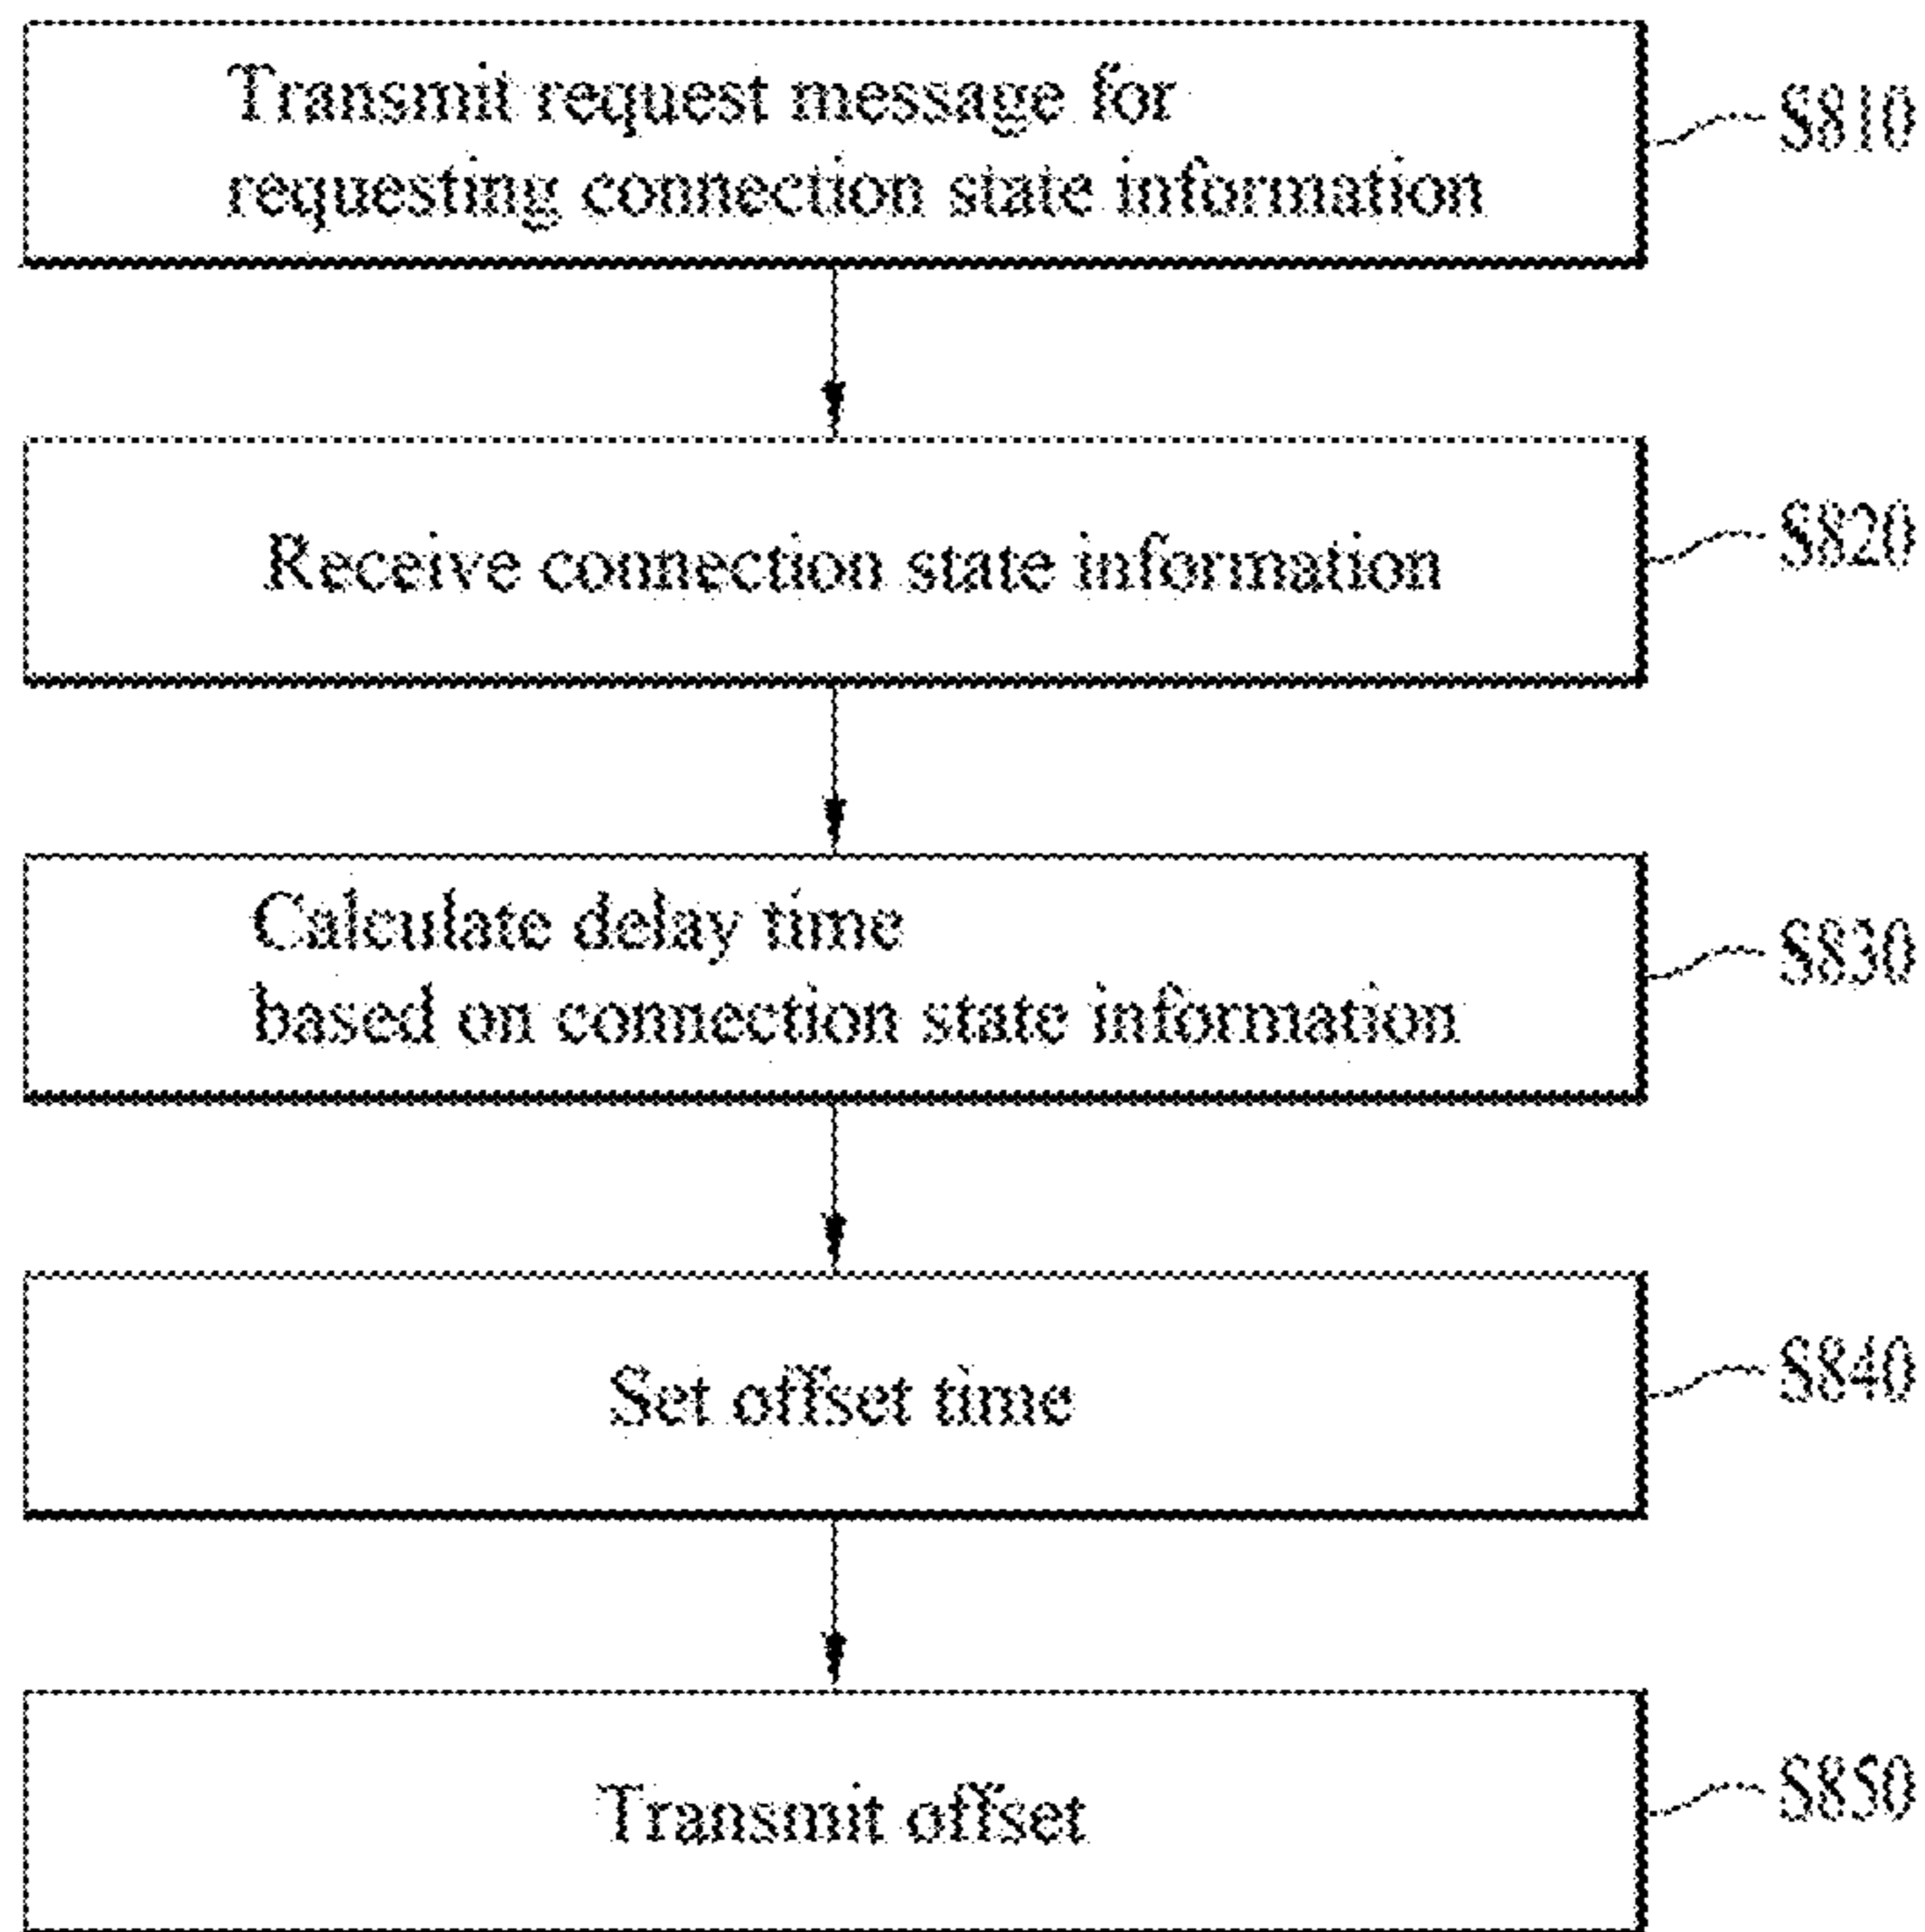 Transmit request message for
requesting connection state information
S810
Receive connection state information
S820
Calculate delay time
based on connection state information
S830
Set offset time
S840
Transmit offset
S850